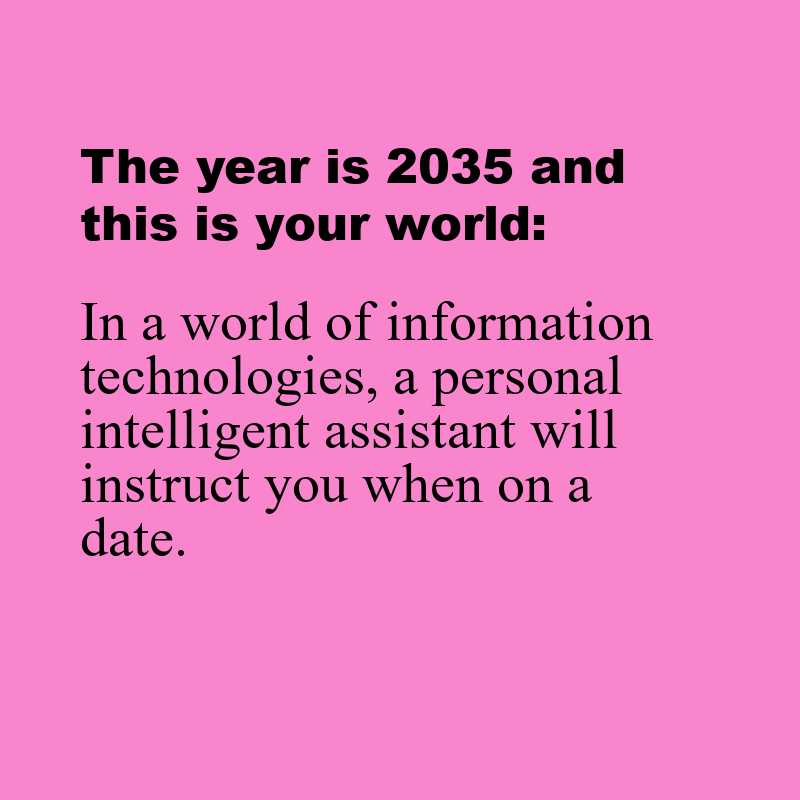 The year is 2035 and
this is your world:
In a world of information
technologies, a personal
intelligent assistant will
instruct you when on a
date.